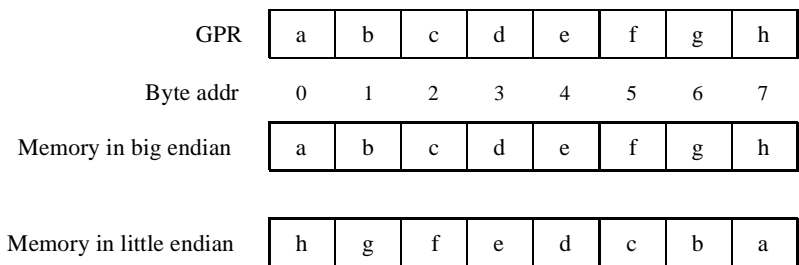 GPR a b c d e f g h
Byte addr 0 1 2 3 4 5 6 7
Memory in big endian a b c d e f g h
Memory in little endian h g f e d c b a